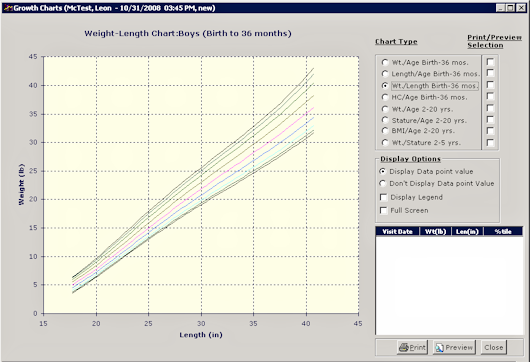 Growth Charts (McTest, Leon - 10/31/2008 03:45 PM, new)
Weight-Length Chart:Boys (Birth to 36 months)
Weight (lb)
45
40
35
30
25
20
15
10
5
0
15 20 25 30 35 40 45
Length (in)
Chart Type
Print/Preview
Selection
Wt./Age Birth-36 mos.
Length/Age Birth-36 mos.
Wt./Length Birth-36 mos.
HC/Age Birth-36 mos.
Wt./Age 2-20 yrs.
Stature/Age 2-20 yrs.
BMI/Age 2-20 yrs.
Wt./Stature 2-5 yrs.
Display Options
Display Data point value
Don't Display Data point Value
Display Legend
Full Screen
Visit Date Wt(lb) Len(in) %tile
Print Preview Close